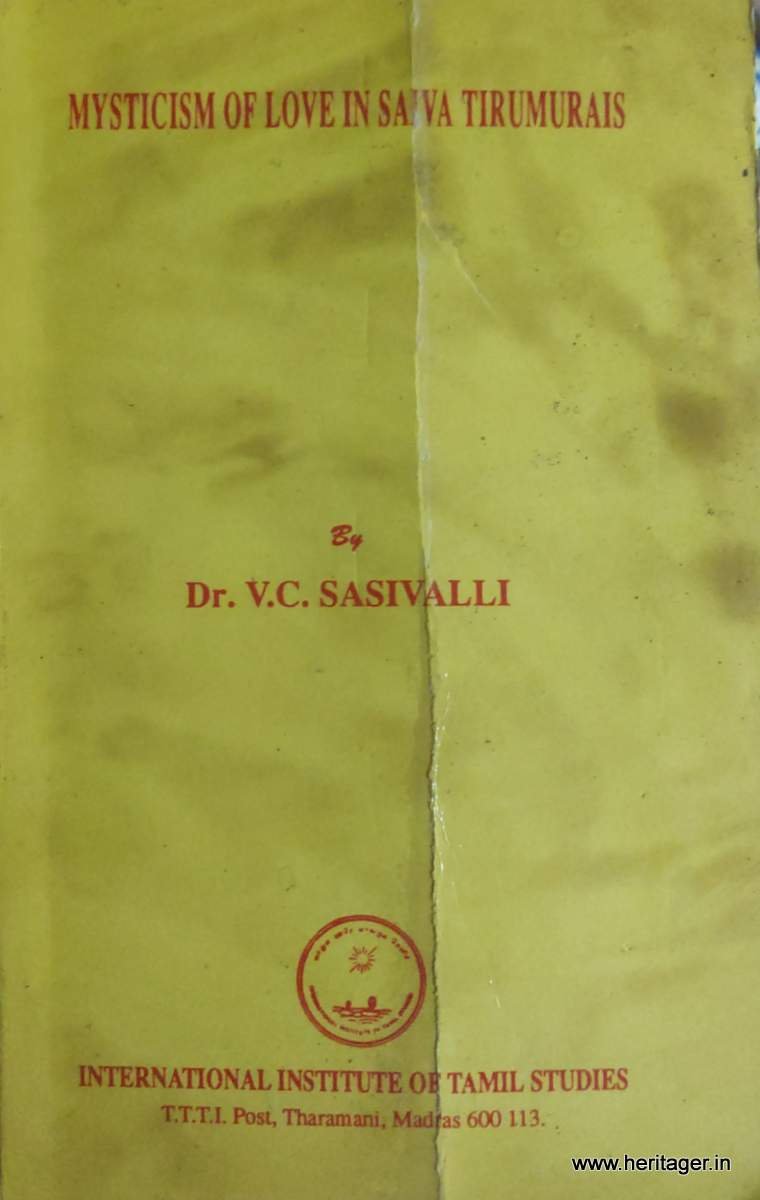 MYSTICISM OF LOVE IN SAIVA TIRUMURAIS
By
Dr. V.C. SASIVALLI
INTERNATIONAL INSTITUTE OF TAMIL STUDIES
T.T.T.I. Post, Tharamani, Madras 600 113.
www.heritager.in